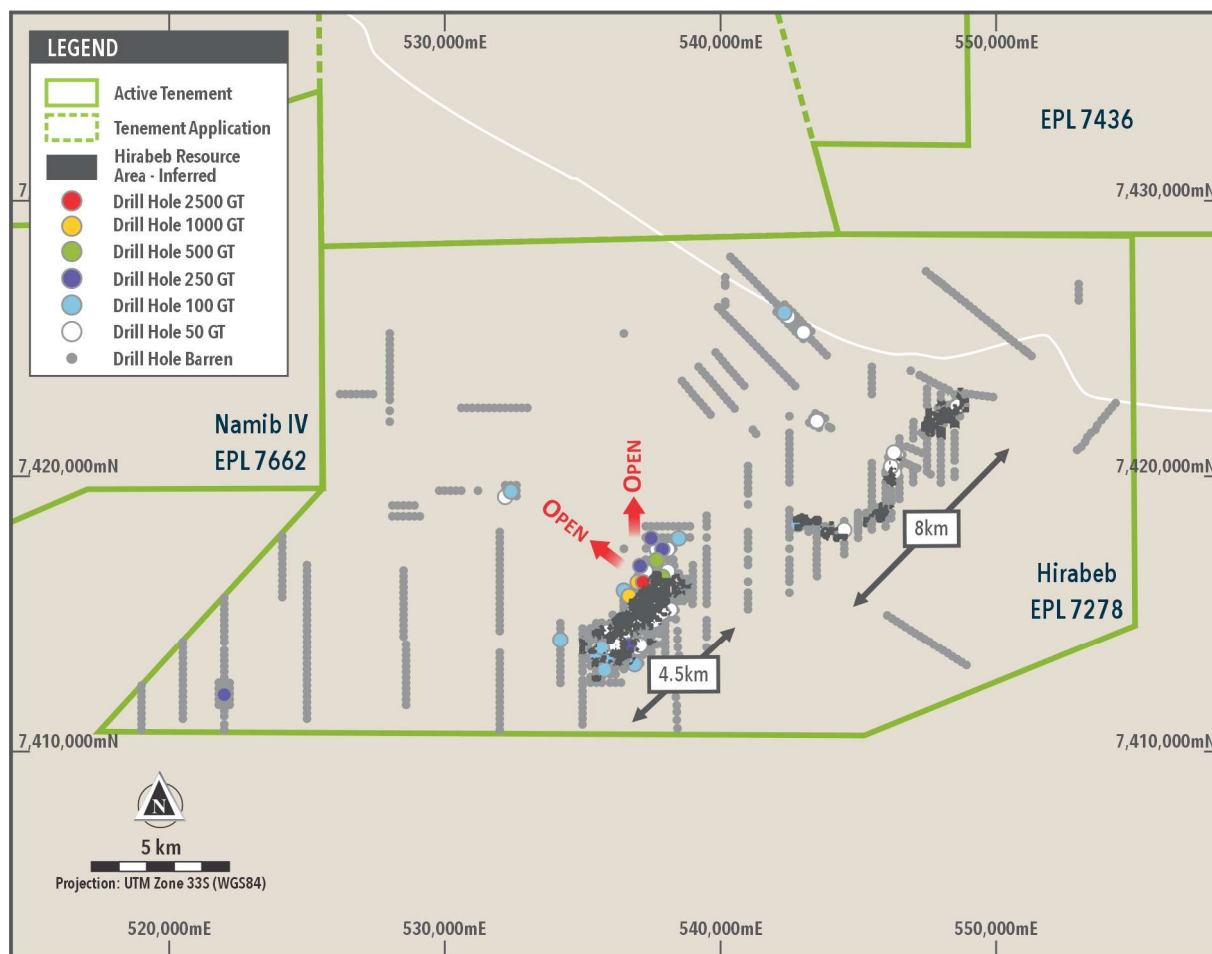 530,000mE
540,000mE
550,000mE
LEGEND
Active Tenement
Tenement Application
Hirabeb Resource
Area - Inferred
Drill Hole 2500 GT
Drill Hole 1000 GT
Drill Hole 500 GT
Drill Hole 250 GT
Drill Hole 100 GT
Drill Hole 50 GT
Drill Hole Barren
EPL 7436
7,430,000mN
Namib IV
EPL 7662
7,420,000mN
7,420,000mN
OPEN
OPEN
8km
Hirabeb
EPL 7278
4.5km
7,410,000mN
7,410,000mN
N
5 km
Projection: UTM Zone 33S (WGS84)
520,000mE
530,000mE
540,000mE
550,000mE